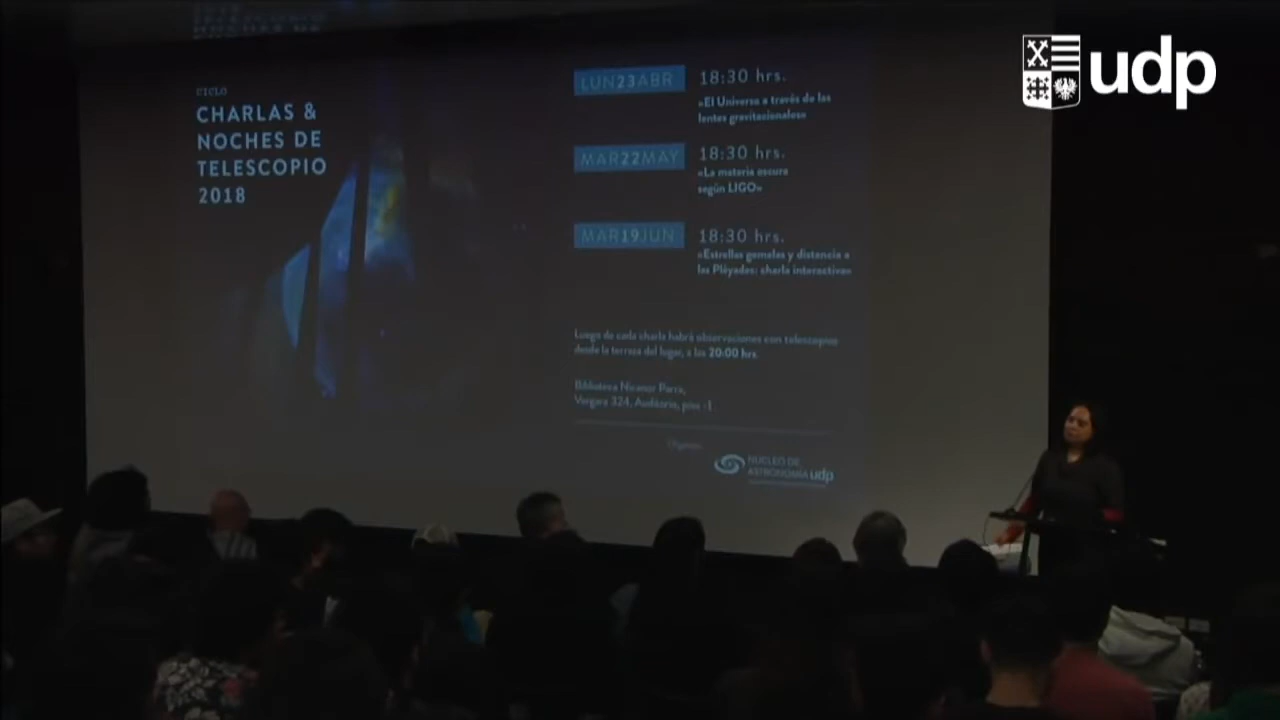 CICLO
CHARLAS &
NOCHES DE
TELESCOPIO
2018
LUN23ABR
18:30 hrs.
«El Universo a través de las
lentes gravitacionales»
MAR22MAY
18:30 hrs.
«La materia oscura
según LIGO»
MAR19JUN
18:30 hrs.
«Estrellas gemelas y distancia a
las Pléyades: charla interactiva»
Luego de cada charla habrá observaciones con telescopios
desde la terraza del lugar, a las 20:00 hrs.
Biblioteca Nicanor Parra,
Vergara 324, Auditorio, piso -1.
NÚCLEO DE
ASTRONOMÍA udp
udp